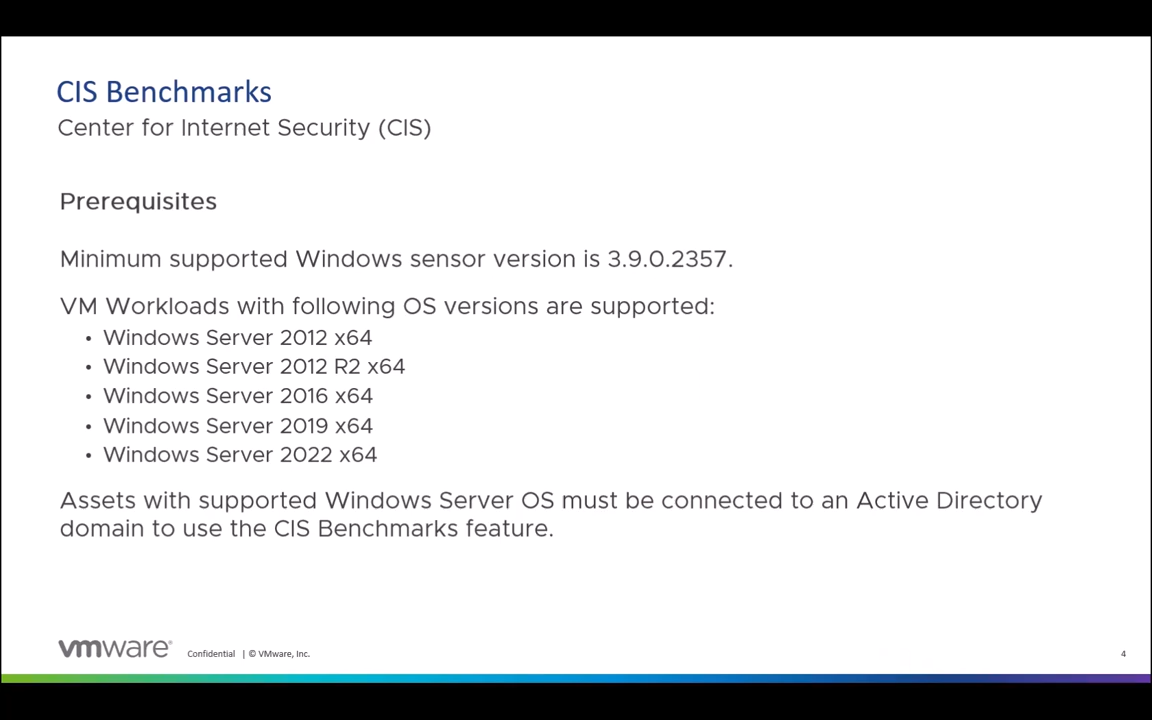 CIS Benchmarks
Center for Internet Security (CIS)
Prerequisites
Minimum supported Windows sensor version is 3.9.0.2357.
VM Workloads with following OS versions are supported:
• Windows Server 2012 x64
• Windows Server 2012 R2 x64
• Windows Server 2016 x64
• Windows Server 2019 x64
• Windows Server 2022 x64
Assets with supported Windows Server OS must be connected to an Active Directory
domain to use the CIS Benchmarks feature.
vmware® Confidential | © VMware, Inc. 4